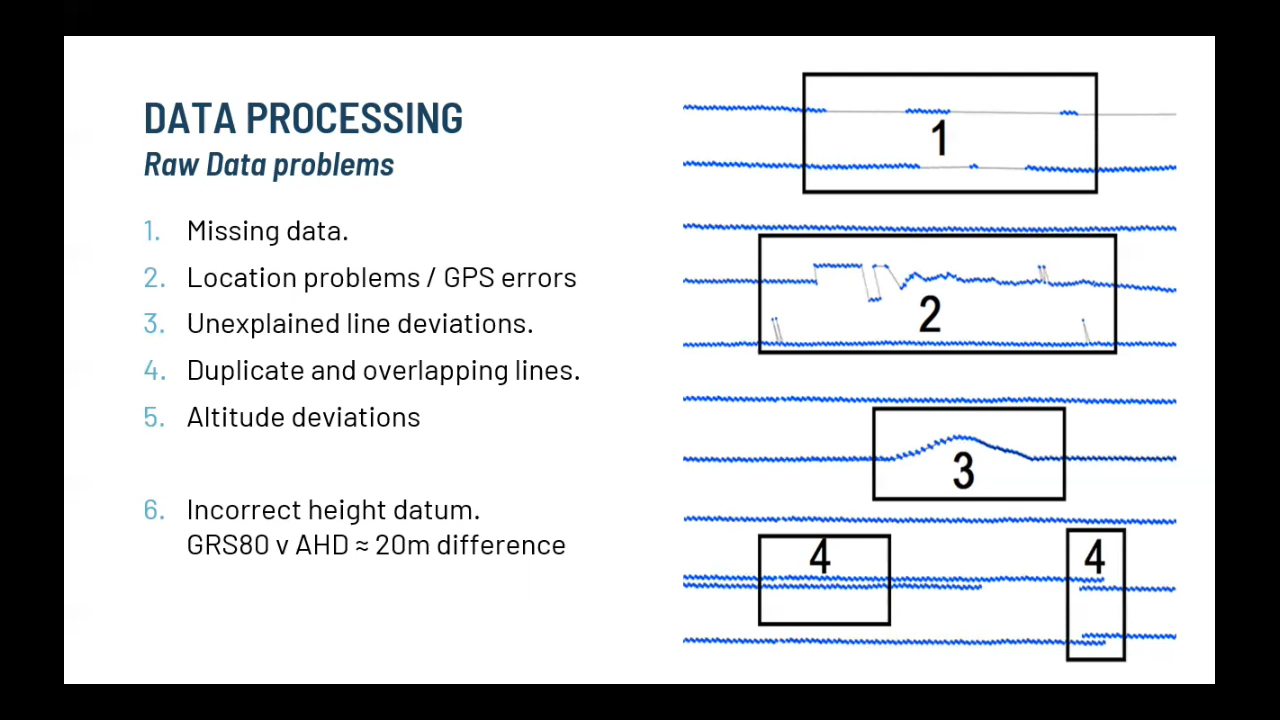 DATA PROCESSING
Raw Data problems
1. Missing data.
2. Location problems / GPS errors
3. Unexplained line deviations.
4. Duplicate and overlapping lines.
5. Altitude deviations
6. Incorrect height datum.
GRS80 v AHD ≈ 20m difference
1
2
3
4
4